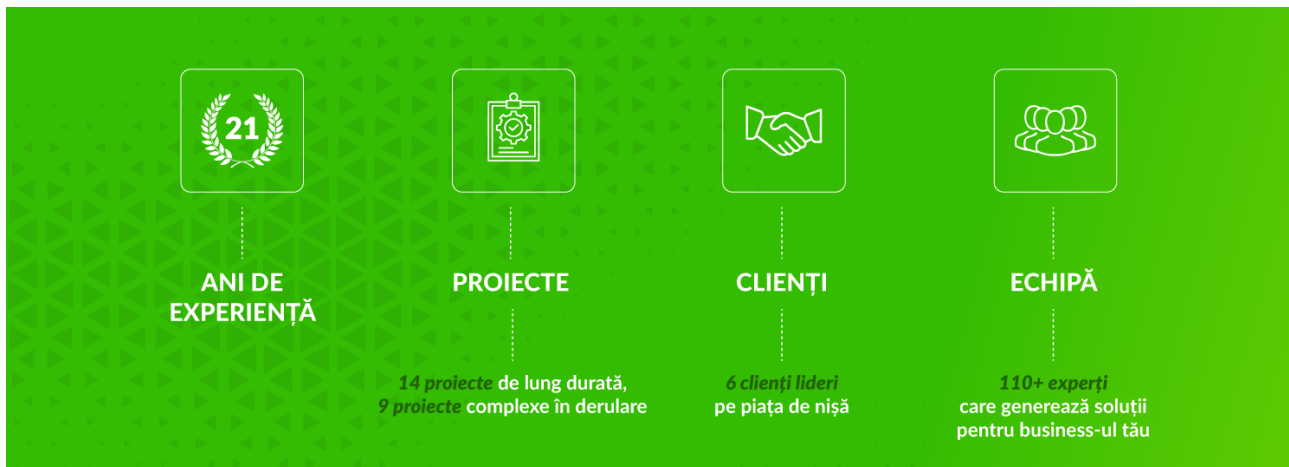 21
ANI DE
EXPERIENȚĂ
PROIECTE
14 proiecte de lung durată,
9 proiecte complexe în derulare
CLIENȚI
6 clienți lideri
pe piața de nișă
ECHIPĂ
110+ experți
care generează soluții
pentru business-ul tău